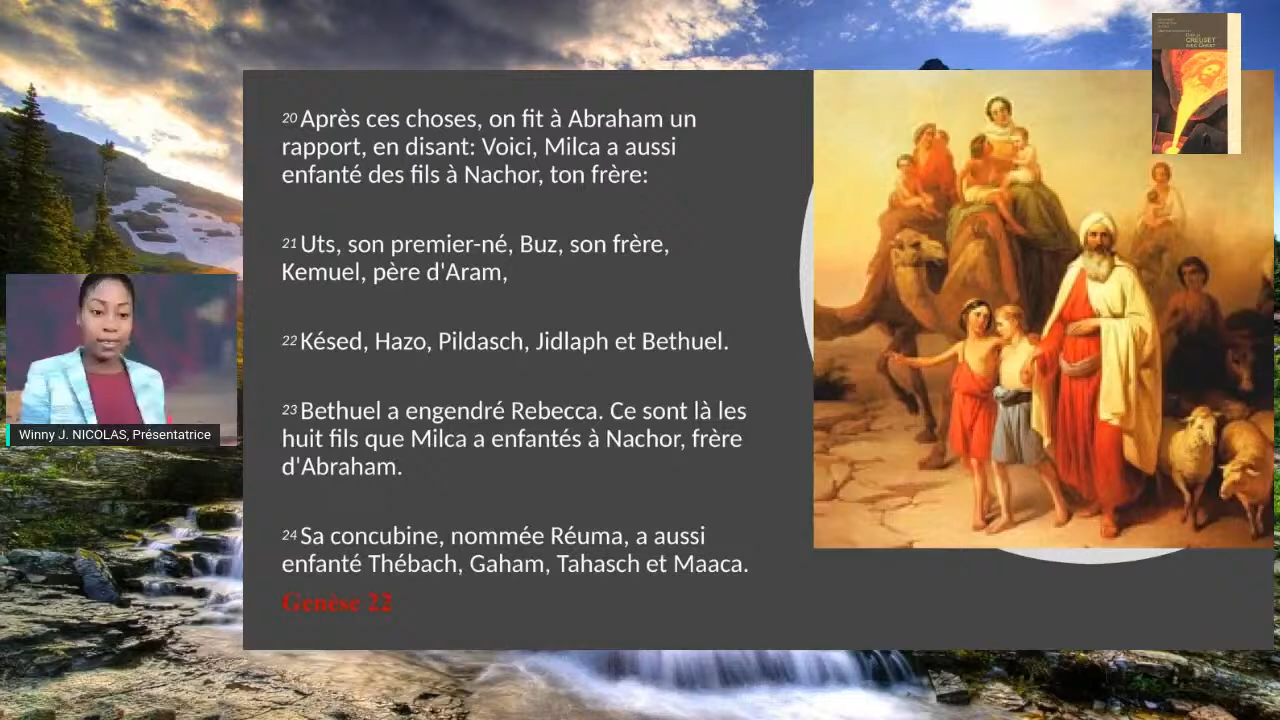 20 Après ces choses, on fit à Abraham un
rapport, en disant: Voici, Milca a aussi
enfanté des fils à Nachor, ton frère:
21 Uts, son premier-né, Buz, son frère,
Kemuel, père d'Aram,
22 Késed, Hazo, Pildasch, Jidlaph et Bethuel.
23 Bethuel a engendré Rebecca. Ce sont là les
huit fils que Milca a enfantés à Nachor, frère
d'Abraham.
24 Sa concubine, nommée Réuma, a aussi
enfanté Thébach, Gaham, Tahasch et Maaca.
Genèse 22
Winny J. NICOLAS, Présentatrice
CREUSET
AVEC CHRIST